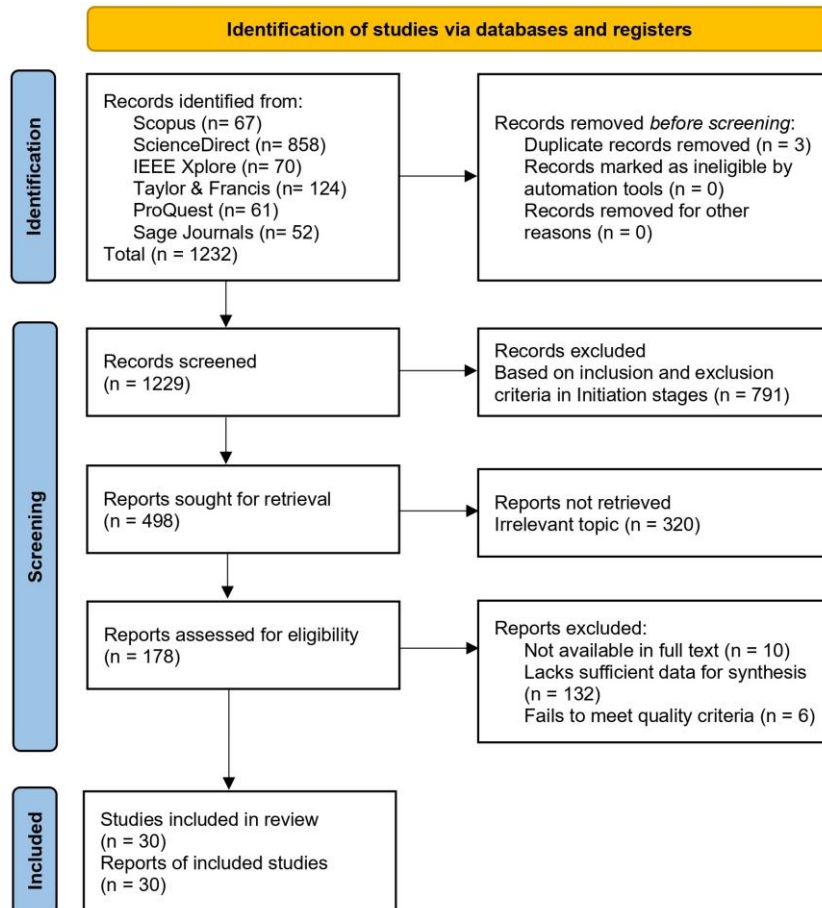 Identification of studies via databases and registers
Identification
Records identified from:
Scopus (n= 67)
ScienceDirect (n= 858)
IEEE Xplore (n= 70)
Taylor & Francis (n= 124)
ProQuest (n= 61)
Sage Journals (n= 52)
Total (n = 1232)
Records removed before screening:
Duplicate records removed (n = 3)
Records marked as ineligible by
automation tools (n = 0)
Records removed for other
reasons (n = 0)
Screening
Records screened
(n = 1229)
Records excluded
Based on inclusion and exclusion
criteria in Initiation stages (n = 791)
Reports sought for retrieval
(n = 498)
Reports not retrieved
Irrelevant topic (n = 320)
Reports assessed for eligibility
(n = 178)
Reports excluded:
Not available in full text (n = 10)
Lacks sufficient data for synthesis
(n = 132)
Fails to meet quality criteria (n = 6)
Included
Studies included in review
(n = 30)
Reports of included studies
(n = 30)